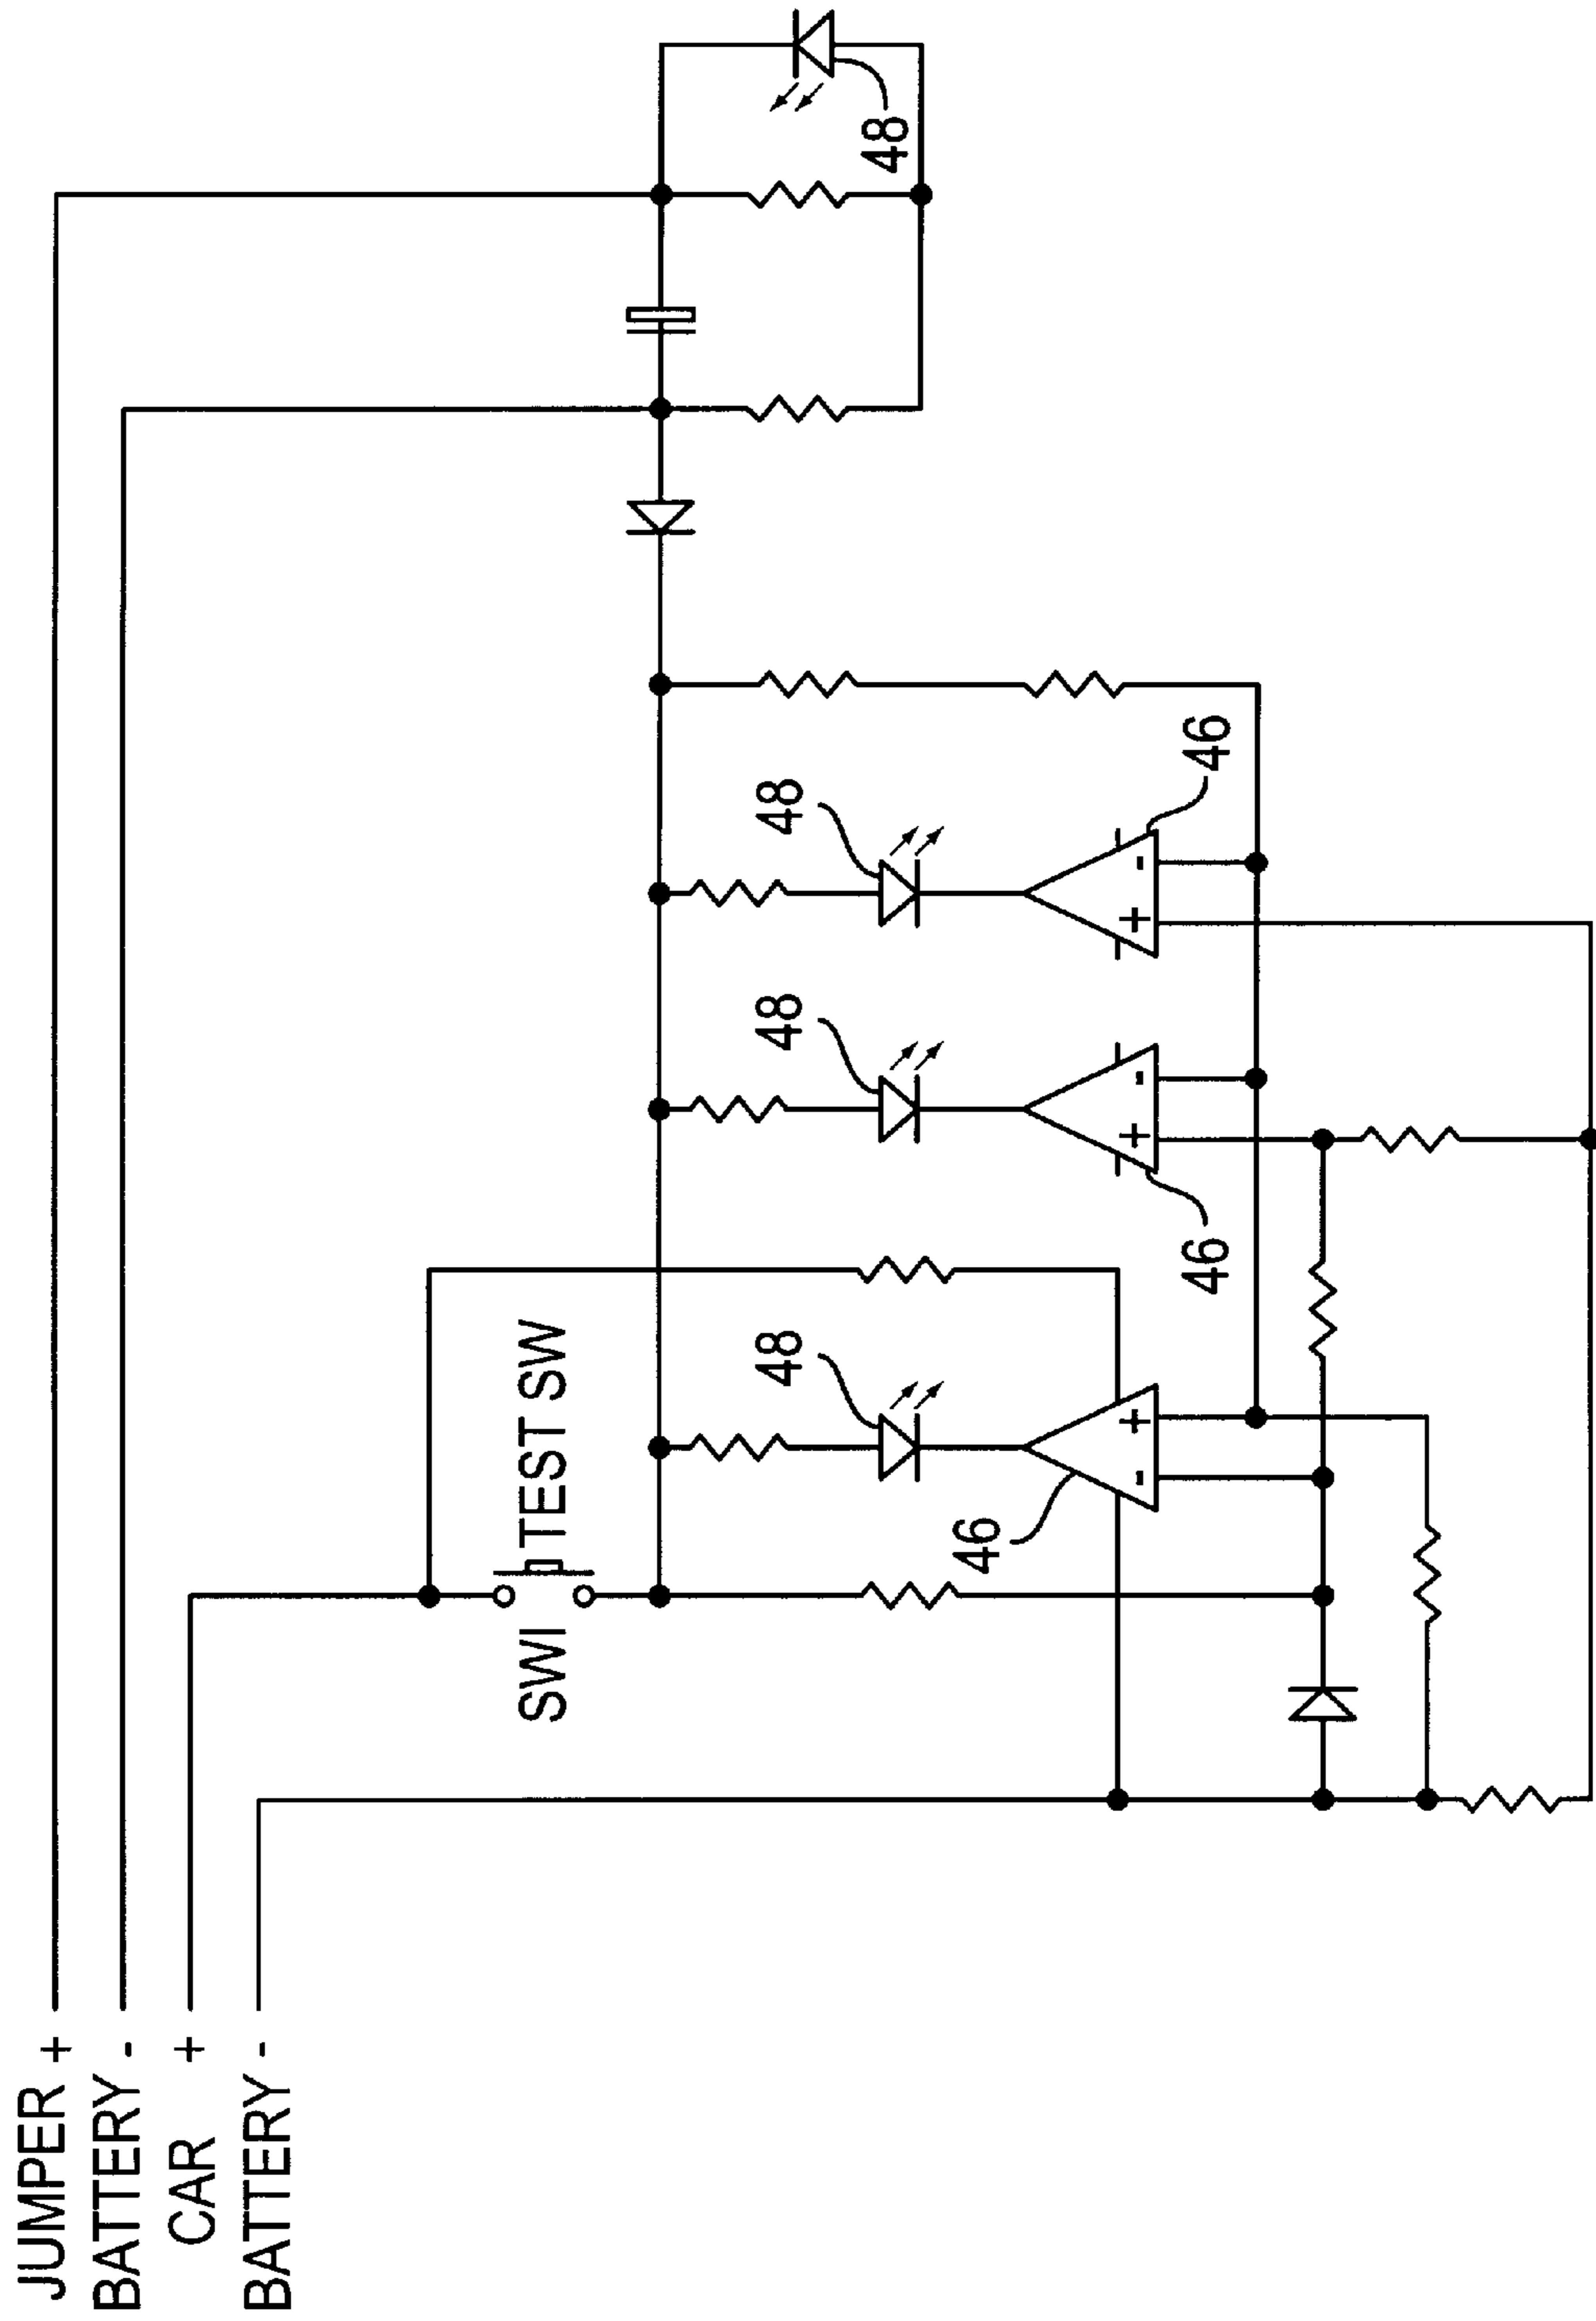 JUMPER +
BATTERY -
CAR +
BATTERY -
SWI TEST SW
48
46
48
46
48
46
48
+
-
+
-
-
+